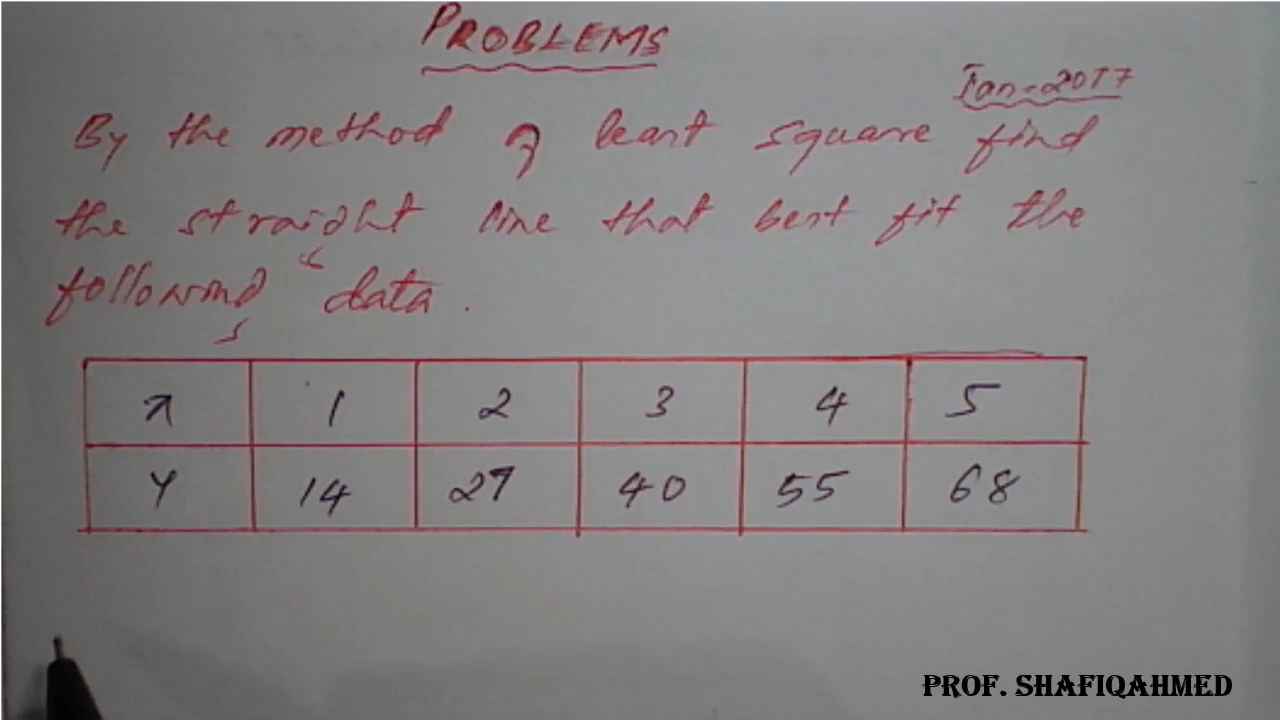 PROBLEMS
Jan-2017
By the method of least square find
the straight line that best fit the
following data.
x 1 2 3 4 5
y 14 27 40 55 68
PROF. SHAFIQAHMED